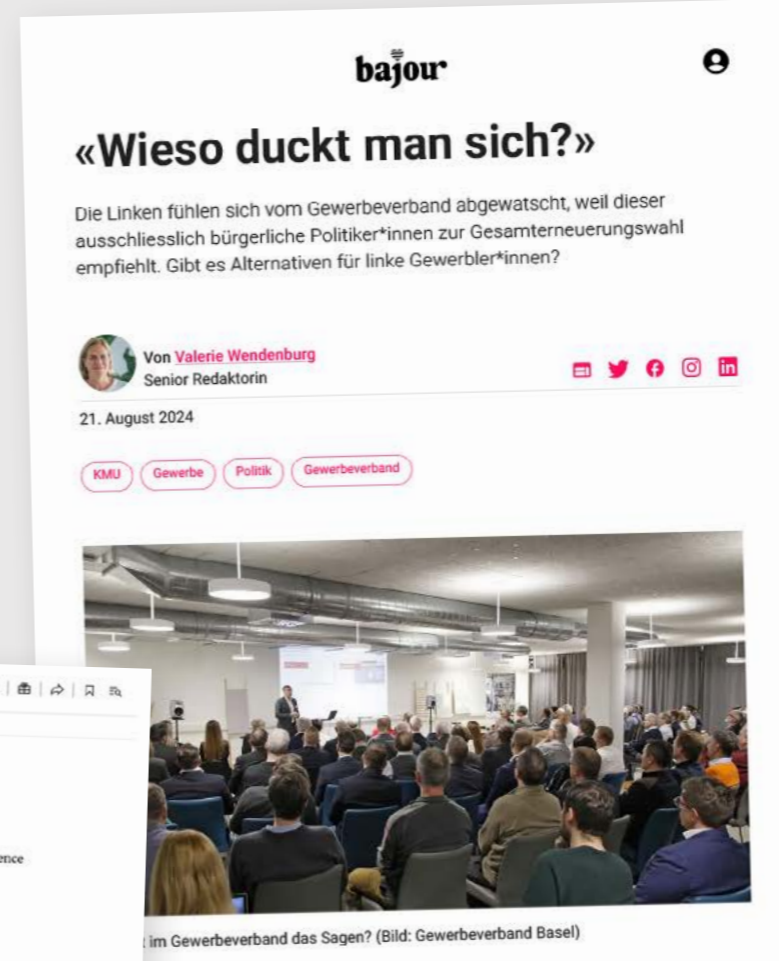 bajour
«Wieso duckt man sich?»
Die Linken fühlen sich vom Gewerbeverband abgewatscht, weil dieser
ausschliesslich bürgerliche Politiker*innen zur Gesamterneuerungswahl
empfiehlt. Gibt es Alternativen für linke Gewerbler*innen?
Von Valerie Wendenburg
Senior Redaktorin
21. August 2024
KMU
Gewerbe
Politik
Gewerbeverband
im Gewerbeverband das Sagen? (Bild: Gewerbeverband Basel)